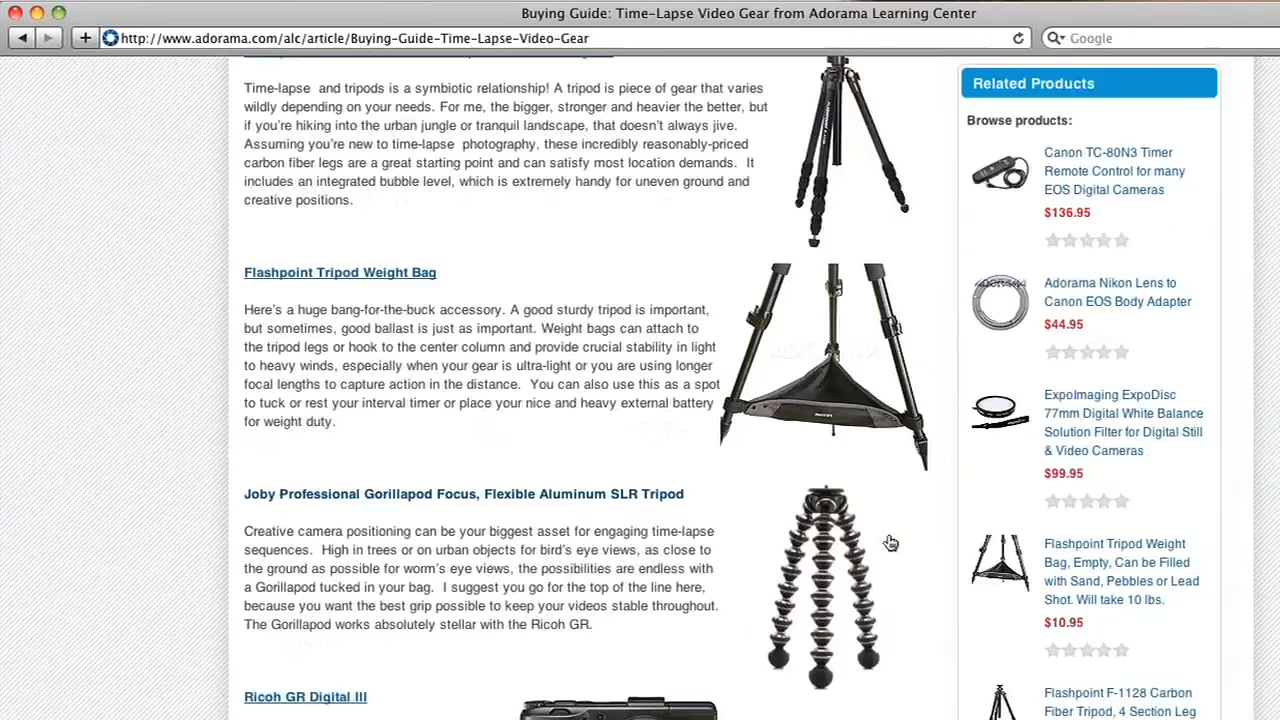 Buying Guide: Time-Lapse Video Gear from Adorama Learning Center
http://www.adorama.com/alc/article/Buying-Guide-Time-Lapse-Video-Gear
Google
Time-lapse and tripods is a symbiotic relationship! A tripod is piece of gear that varies
wildly depending on your needs. For me, the bigger, stronger and heavier the better, but
if you're hiking into the urban jungle or tranquil landscape, that doesn't always jive.
Assuming you're new to time-lapse photography, these incredibly reasonably-priced
carbon fiber legs are a great starting point and can satisfy most location demands. It
includes an integrated bubble level, which is extremely handy for uneven ground and
creative positions.
Flashpoint Tripod Weight Bag
Here's a huge bang-for-the-buck accessory. A good sturdy tripod is important,
but sometimes, good ballast is just as important. Weight bags can attach to
the tripod legs or hook to the center column and provide crucial stability in light
to heavy winds, especially when your gear is ultra-light or you are using longer
focal lengths to capture action in the distance. You can also use this as a spot
to tuck or rest your interval timer or place your nice and heavy external battery
for weight duty.
Joby Professional Gorillapod Focus, Flexible Aluminum SLR Tripod
Creative camera positioning can be your biggest asset for engaging time-lapse
sequences. High in trees or on urban objects for bird's eye views, as close to
the ground as possible for worm's eye views, the possibilities are endless with
a Gorillapod tucked in your bag. I suggest you go for the top of the line here,
because you want the best grip possible to keep your videos stable throughout.
The Gorillapod works absolutely stellar with the Ricoh GR.
Ricoh GR Digital III
Related Products
Browse products:
Canon TC-80N3 Timer
Remote Control for many
EOS Digital Cameras
$136.95
Adorama Nikon Lens to
Canon EOS Body Adapter
$44.95
ExpoImaging ExpoDisc
77mm Digital White Balance
Solution Filter for Digital Still
& Video Cameras
$99.95
Flashpoint Tripod Weight
Bag, Empty, Can be Filled
with Sand, Pebbles or Lead
Shot. Will take 10 lbs.
$10.95
Flashpoint F-1128 Carbon
Fiber Tripod, 4 Section Leg